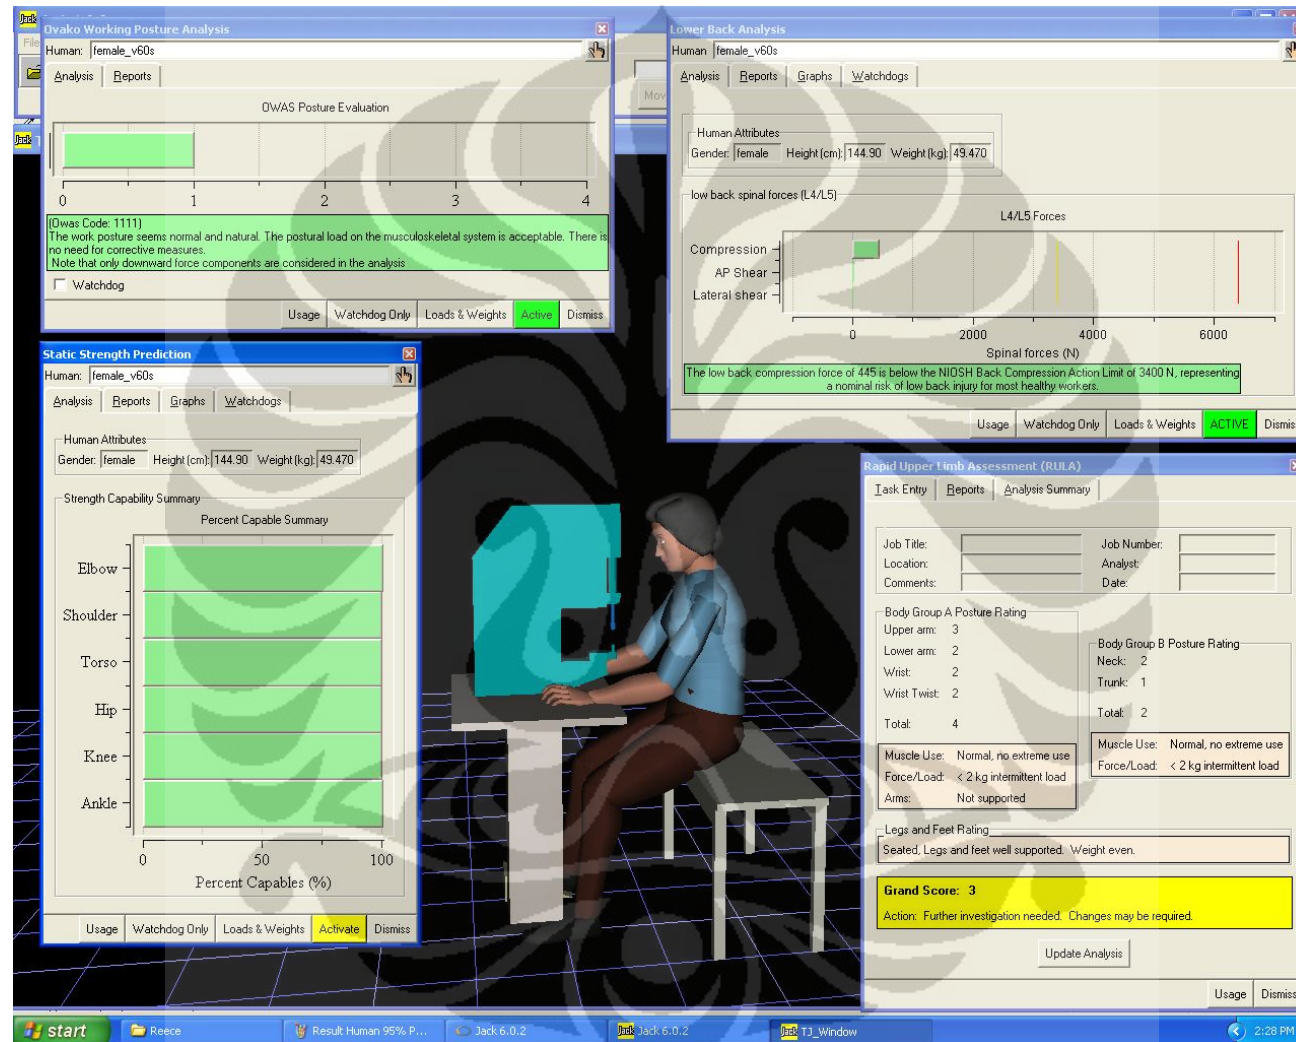 Ovako Working Posture Analysis
Human: female_v60s
Analysis Reports
OWAS Posture Evaluation
0 1 2 3 4
(Owas Code: 1111)
The work posture seems normal and natural. The postural load on the musculoskeletal system is acceptable. There is
no need for corrective measures.
Note that only downward force components are considered in the analysis
Watchdog
Usage Watchdog Only Loads & Weights Active Dismiss
Lower Back Analysis
Human female_v60s
Analysis Reports Graphs Watchdogs
Human Attributes
Gender: female Height (cm): 144.90 Weight (kg): 49.470
low back spinal forces (L4/L5)
L4/L5 Forces
Compression
AP Shear
Lateral shear
0 2000 4000 6000
Spinal forces (N)
The low back compression force of 445 is below the NIOSH Back Compression Action Limit of 3400 N, representing
a nominal risk of low back injury for most healthy workers.
Usage Watchdog Only Loads & Weights ACTIVE Dismis
Static Strength Prediction
Human: female_v60s
Analysis Reports Graphs Watchdogs
Human Attributes
Gender: female Height (cm): 144.90 Weight (kg): 49.470
Strength Capability Summary
Percent Capable Summary
Elbow
Shoulder
Torso
Hip
Knee
Ankle
0 50 100
Percent Capables (%)
Usage Watchdog Only Loads & Weights Activate Dismiss
Rapid Upper Limb Assessment (RULA)
Task Entry Reports Analysis Summary
Job Title: Job Number:
Location: Analyst:
Comments: Date:
Body Group A Posture Rating
Upper arm: 3
Lower arm: 2
Wrist: 2
Wrist Twist: 2
Total: 4
Muscle Use: Normal, no extreme use
Force/Load: < 2 kg intermittent load
Arms: Not supported
Body Group B Posture Rating
Neck: 2
Trunk: 1
Total: 2
Muscle Use: Normal, no extreme use
Force/Load: < 2 kg intermittent load
Legs and Feet Rating
Seated, Legs and feet well supported. Weight even.
Grand Score: 3
Action: Further investigation needed. Changes may be required.
Update Analysis
Usage Dismiss
start Reece Result Human 95% P... Jack 6.0.2 Jack 6.0.2 TJ_Window 2:28 PM